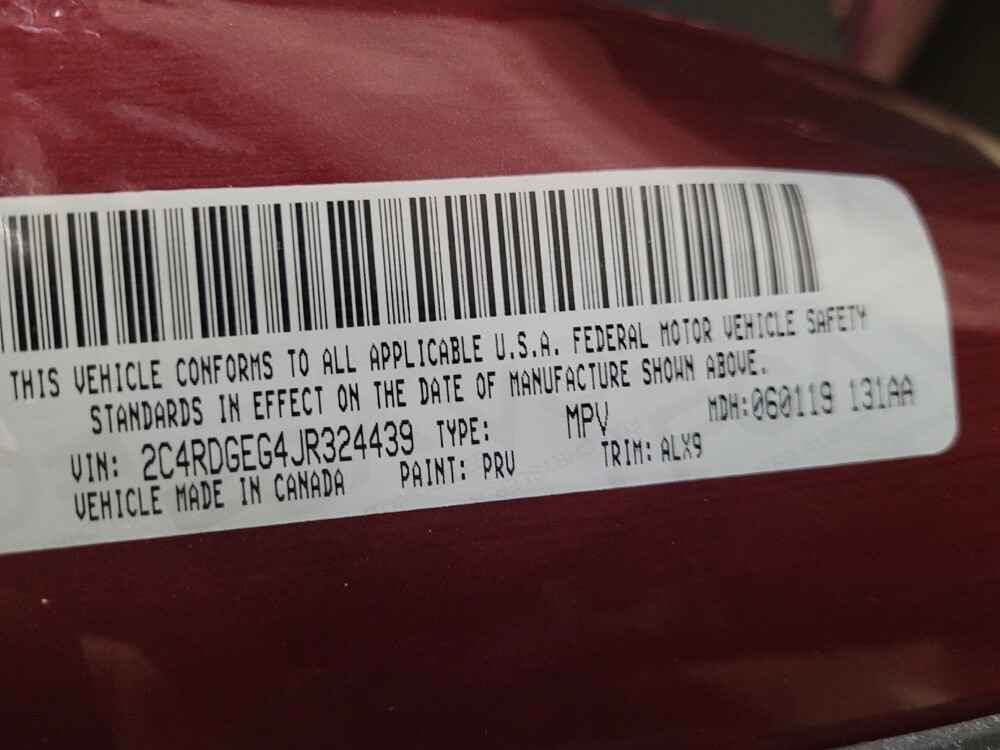 THIS VEHICLE CONFORMS TO ALL APPLICABLE U.S.A. FEDERAL MOTOR VEHICLE SAFETY
STANDARDS IN EFFECT ON THE DATE OF MANUFACTURE SHOWN ABOVE.
VIN: 2C4RDGEG4JR324439 TYPE: MPV MDH:060119 131AA
VEHICLE MADE IN CANADA PAINT: PRV TRIM: ALX9